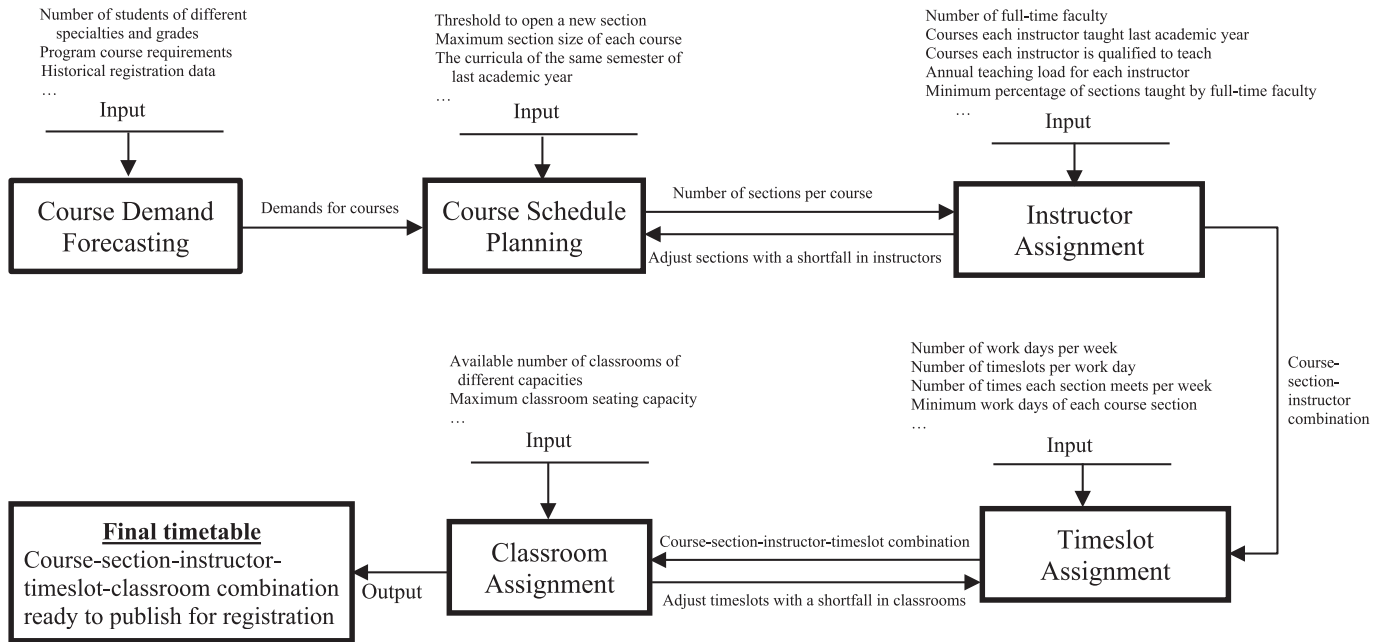 Number of students of different
specialties and grades
Program course requirements
Historical registration data
…
Input
Course Demand
Forecasting
Demands for courses
Threshold to open a new section
Maximum section size of each course
The curricula of the same semester of
last academic year
…
Input
Course Schedule
Planning
Number of sections per course
Adjust sections with a shortfall in instructors
Number of full-time faculty
Courses each instructor taught last academic year
Courses each instructor is qualified to teach
Annual teaching load for each instructor
Minimum percentage of sections taught by full-time faculty
…
Input
Instructor
Assignment
Course-
section-
instructor
combination
Number of work days per week
Number of timeslots per work day
Number of times each section meets per week
Minimum work days of each course section
…
Input
Timeslot
Assignment
Course-section-instructor-timeslot combination
Adjust timeslots with a shortfall in classrooms
Available number of classrooms of
different capacities
Maximum classroom seating capacity
…
Input
Classroom
Assignment
Output
Final timetable
Course-section-instructor-
timeslot-classroom combination
ready to publish for registration